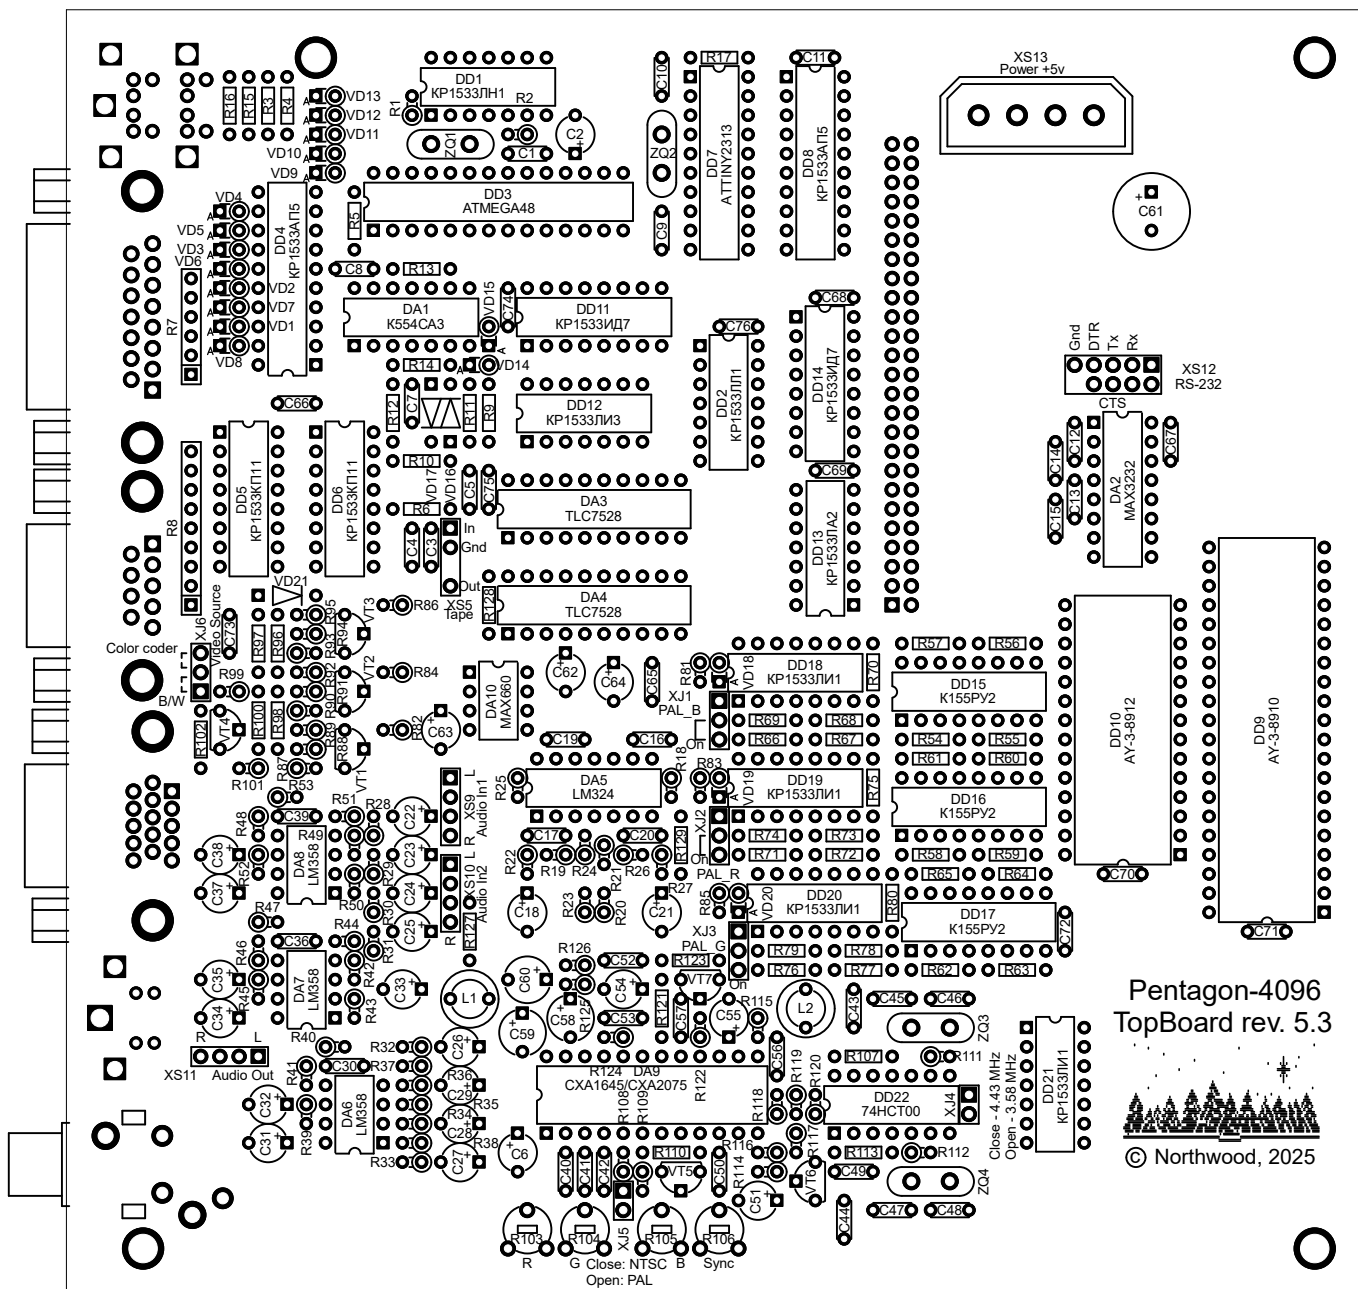 XS13
Power +5v
DD1
КР1533ЛН1
R2
R1
C2
ZQ1
C1
R16
R15
R3
R4
VD13
VD12
VD11
VD10
VD9
A
A
A
A
A
C10
ZQ2
C9
R17
DD7
ATTINY2313
C11
DD8
КР1533АП5
C61
DD3
ATMEGA48
R5
VD4
VD5
VD3
VD6
VD2
VD7
VD1
VD8
A
A
A
A
A
A
A
A
DD4
КР1533АП5
R7
C8
R13
DA1
К554СА3
VD15
C74
DD11
КР1533ИД7
A
R14
VD14
C76
DD2
КР1533ЛЛ1
C68
DD14
КР1533ИД7
C69
DD13
КР1533ЛА2
Gnd
DTR
Tx
Rx
XS12
RS-232
CTS
C66
R12
C7
R11
R9
DD12
КР1533ЛИ3
R10
VD17
VD16
C5
C75
R6
DD5
КР1533КП11
DD6
КР1533КП11
R8
C4
C3
In
Gnd
Out
XS5
Tape
DA3
TLC7528
DA4
TLC7528
R128
C14
C12
C15
C13
DA2
MAX3232
C67
VD21
R86
R84
R82
XJ6
Video Source
Color coder
B/W
C73
R97
R96
R95
R93
R94
VT3
R92
R91
VT2
R99
R100
R98
R90
R89
R88
VT1
R102
VT4
R101
R87
R53
C63
DA10
MAX660
C62
C64
C65
R81
VD18
A
XJ1
PAL_B
On
DD18
КР1533ЛИ1
R70
R69
R68
R66
R67
R57
R56
DD15
К155РУ2
R54
R55
R61
R60
DD10
AY-3-8912
DD9
AY-3-8910
C19
C16
R18
R25
DA5
LM324
R83
VD19
A
XJ2
On
PAL_R
DD19
КР1533ЛИ1
R75
R74
R73
R71
R72
DD16
К155РУ2
R58
R59
R65
R64
C70
C71
R48
C39
R51
R28
C22
L
R
XS9
Audio In1
C38
C37
R52
DA8
LM358
R49
R29
R50
R30
C23
C24
C25
R31
L
R
XS10
Audio In2
R127
R22
C17
R19
R24
R21
R26
C20
R27
R129
C18
R23
R20
C21
R85
VD20
A
XJ3
PAL_G
On
DD20
КР1533ЛИ1
R80
R79
R78
R76
R77
DD17
К155РУ2
R62
R63
C72
R47
C36
R44
R46
C35
C34
R45
DA7
LM358
R42
R43
C33
L1
R
L
XS11
Audio Out
R126
C60
C52
C54
C53
R125
C58
C59
R121
C57
R123
VT7
C55
R115
L2
C43
C45
C46
ZQ3
R40
C30
R41
R32
R37
C26
R36
C29
R35
R34
C28
R38
C27
R33
C32
C31
R39
DA6
LM358
R124
DA9
CXA1645/CXA2075
R108
R109
R122
R118
C56
R119
R120
R107
R111
DD22
74HCT00
XJ4
Close - 4.43 MHz
Open - 3.58 MHz
DD21
КР1533ЛИ1
C6
C40
C41
C42
R110
VT5
C50
R116
R114
R117
C51
VT6
R113
R112
C49
C44
C47
C48
ZQ4
R103
R104
XJ5
R105
R106
R
G
Close: NTSC
B
Sync
Open: PAL
Pentagon-4096
TopBoard rev. 5.3
© Northwood, 2025